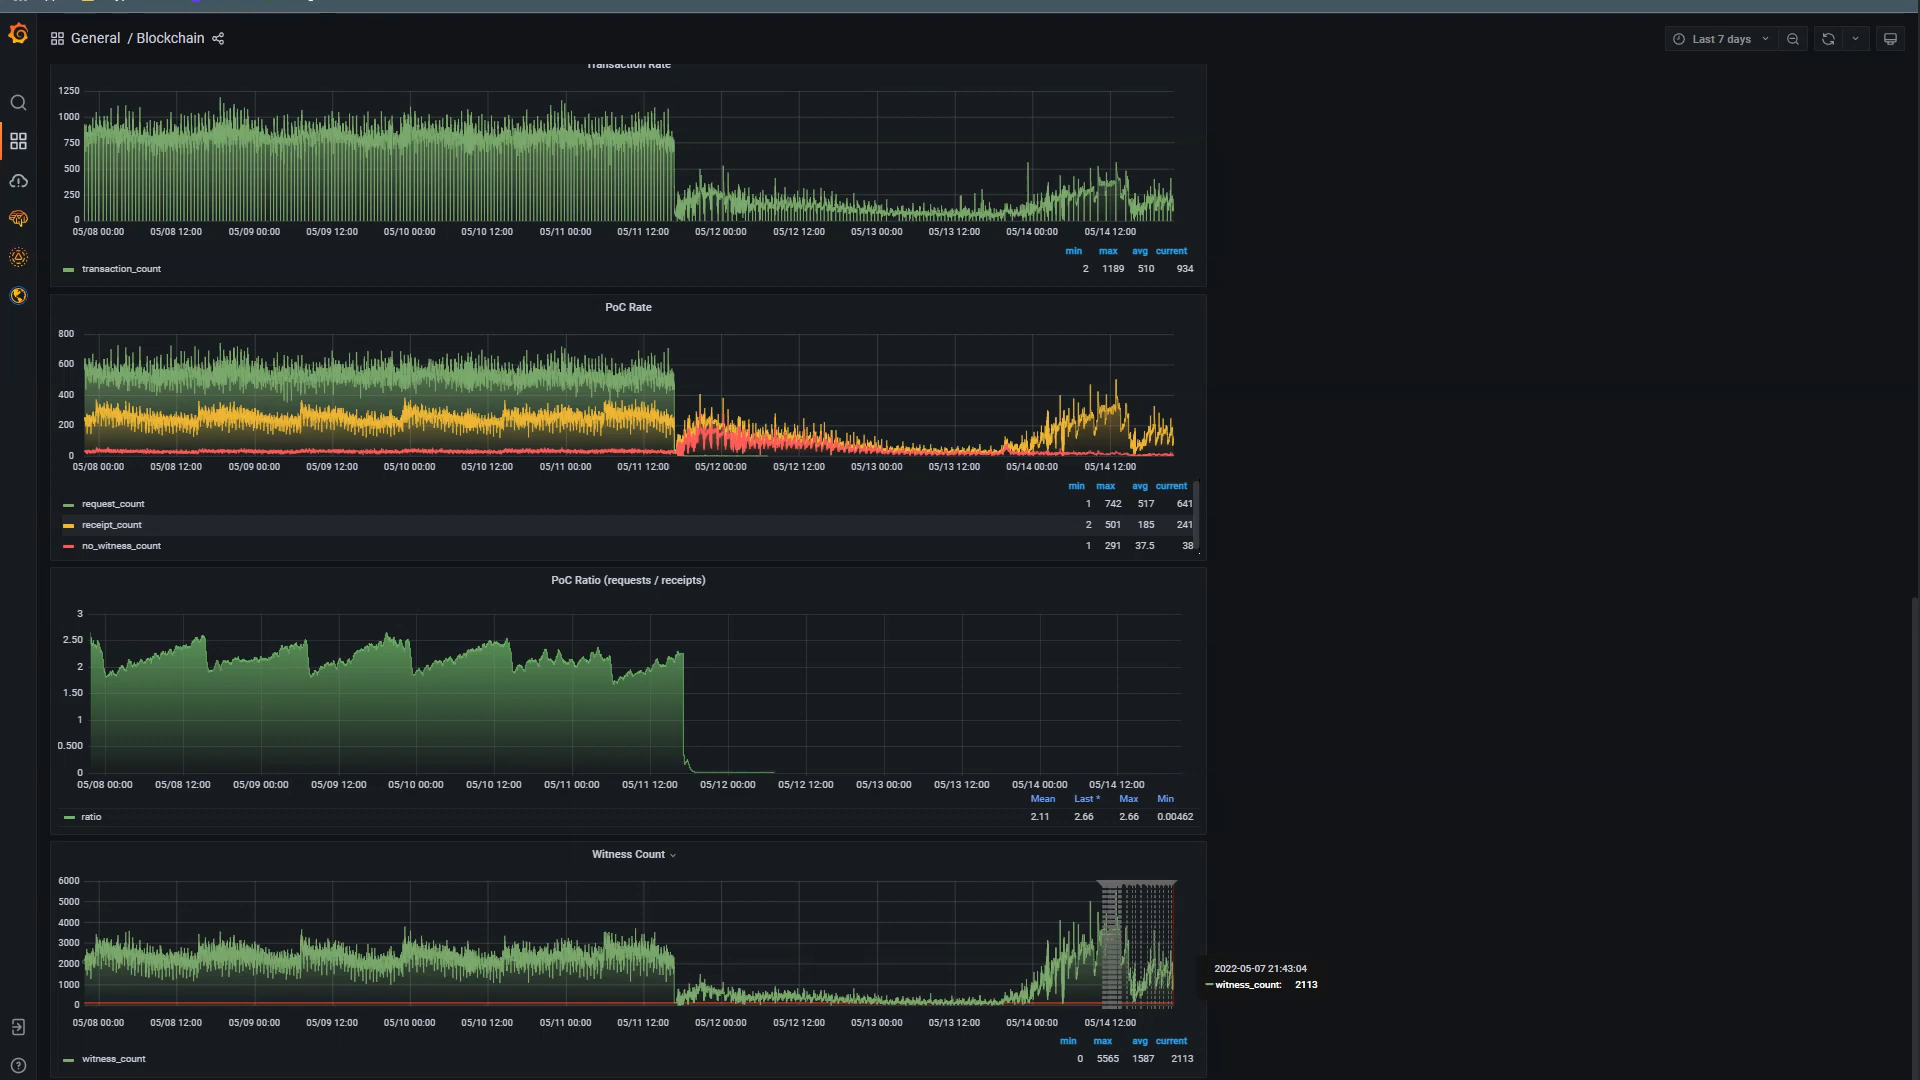 General / Blockchain
Last 7 days
Transaction Rate
1250
1000
750
500
250
0
05/08 00:00 05/08 12:00 05/09 00:00 05/09 12:00 05/10 00:00 05/10 12:00 05/11 00:00 05/11 12:00 05/12 00:00 05/12 12:00 05/13 00:00 05/13 12:00 05/14 00:00 05/14 12:00
min max avg current
transaction_count 2 1189 510 934
PoC Rate
800
600
400
200
0
05/08 00:00 05/08 12:00 05/09 00:00 05/09 12:00 05/10 00:00 05/10 12:00 05/11 00:00 05/11 12:00 05/12 00:00 05/12 12:00 05/13 00:00 05/13 12:00 05/14 00:00 05/14 12:00
min max avg current
request_count 1 742 517 641
receipt_count 2 501 185 241
no_witness_count 1 291 37.5 38
PoC Ratio (requests / receipts)
3
2.50
2
1.50
1
0.500
0
05/08 00:00 05/08 12:00 05/09 00:00 05/09 12:00 05/10 00:00 05/10 12:00 05/11 00:00 05/11 12:00 05/12 00:00 05/12 12:00 05/13 00:00 05/13 12:00 05/14 00:00 05/14 12:00
Mean Last * Max Min
ratio 2.11 2.66 2.66 0.00462
Witness Count
6000
5000
4000
3000
2000
1000
0
2022-05-07 21:43:04
witness_count: 2113
05/08 00:00 05/08 12:00 05/09 00:00 05/09 12:00 05/10 00:00 05/10 12:00 05/11 00:00 05/11 12:00 05/12 00:00 05/12 12:00 05/13 00:00 05/13 12:00 05/14 00:00 05/14 12:00
min max avg current
witness_count 0 5565 1587 2113